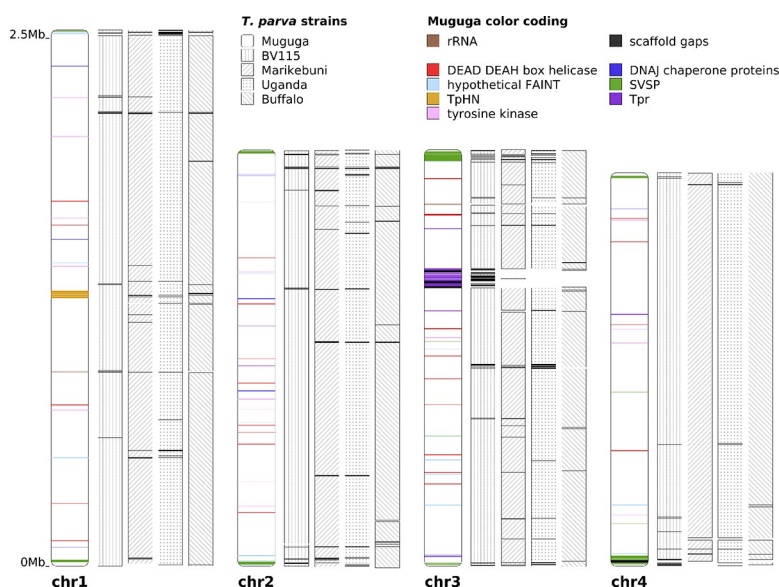 2.5Mb
0Mb
T. parva strains
Muguga
BV115
Marikebuni
Uganda
Buffalo
Muguga color coding
rRNA
DEAD DEAH box helicase
hypothetical FAINT
TpHN
tyrosine kinase
scaffold gaps
DNAJ chaperone proteins
SVSP
Tpr
chr1
chr2
chr3
chr4